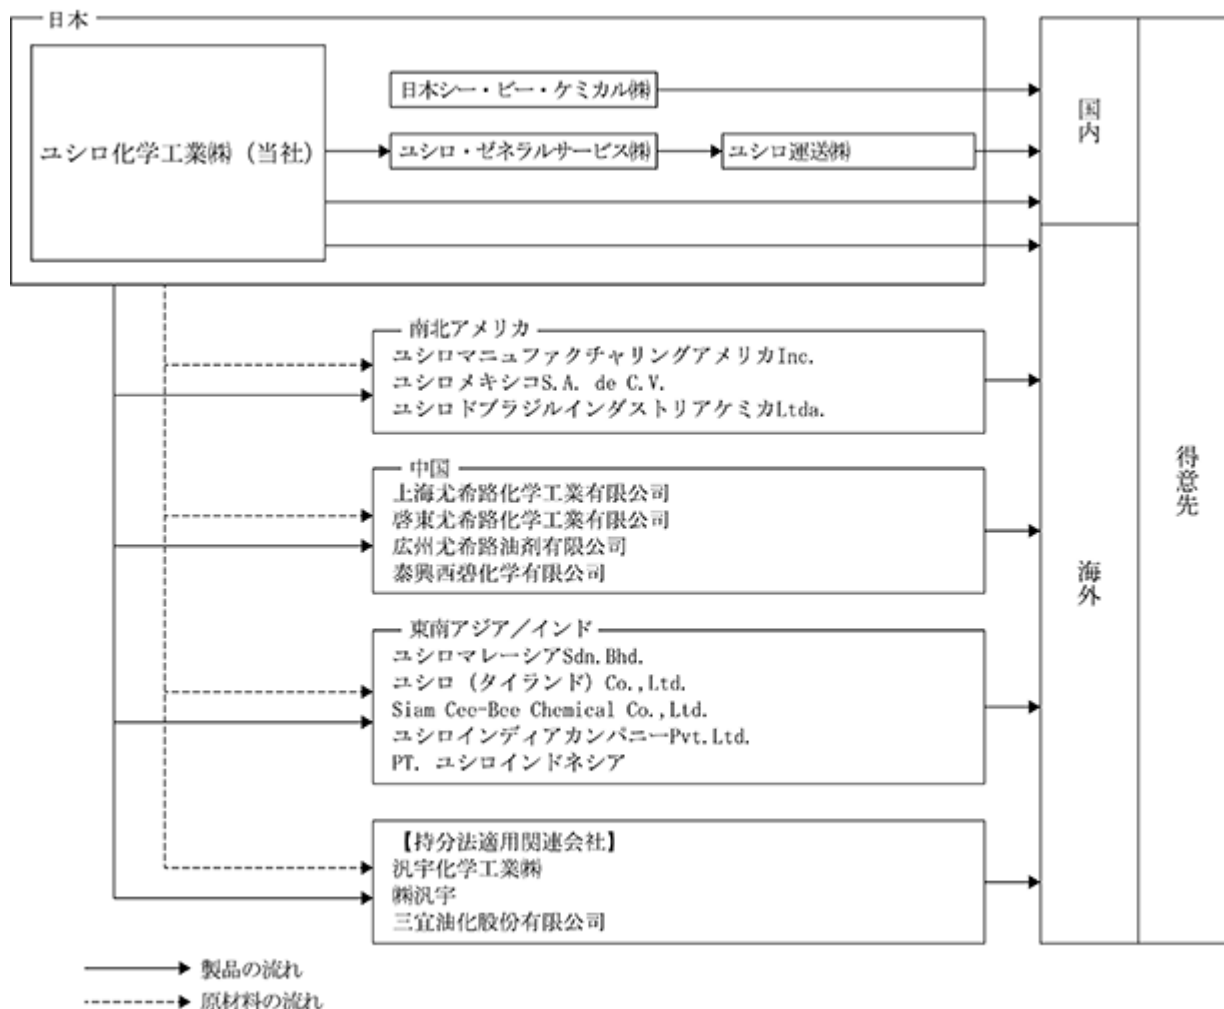 日本
ユシロ化学工業㈱（当社）
日本シー・ビー・ケミカル㈱
ユシロ・ゼネラルサービス㈱
ユシロ運送㈱
国内
南北アメリカ
ユシロマニュファクチャリングアメリカInc.
ユシロメキシコS.A. de C.V.
ユシロドブラジルインダストリアケミカLtda.
中国
上海尤希路化学工業有限公司
啓東尤希路化学工業有限公司
広州尤希路油剤有限公司
泰興西碧化学有限公司
東南アジア／インド
ユシロマレーシアSdn.Bhd.
ユシロ（タイランド）Co.,Ltd.
Siam Cee-Bee Chemical Co.,Ltd.
ユシロインディアカンパニーPvt.Ltd.
PT. ユシロインドネシア
【持分法適用関連会社】
汎宇化学工業㈱
㈱汎宇
三宜油化股份有限公司
海外
得意先
製品の流れ
原材料の流れ